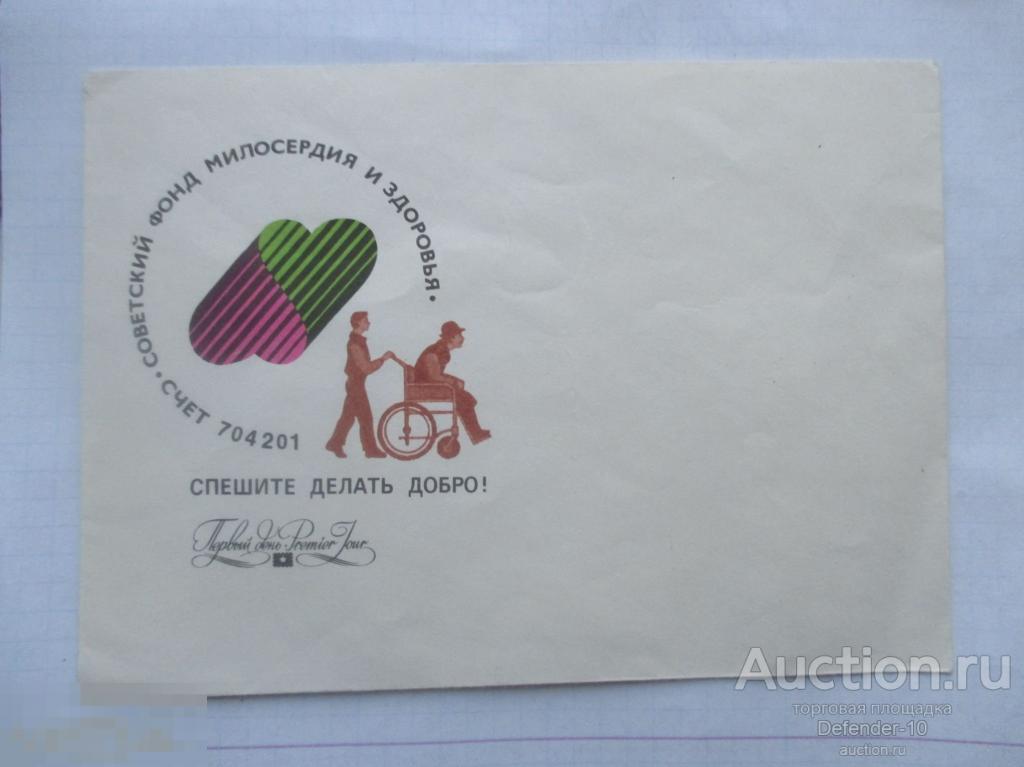 • СОВЕТСКИЙ ФОНД МИЛОСЕРДИЯ И ЗДОРОВЬЯ •
СЧЕТ 704201
СПЕШИТЕ ДЕЛАТЬ ДОБРО!
Первый день · Premier Jour
Auction.ru
торговая площадка
Defender-10
auction.ru